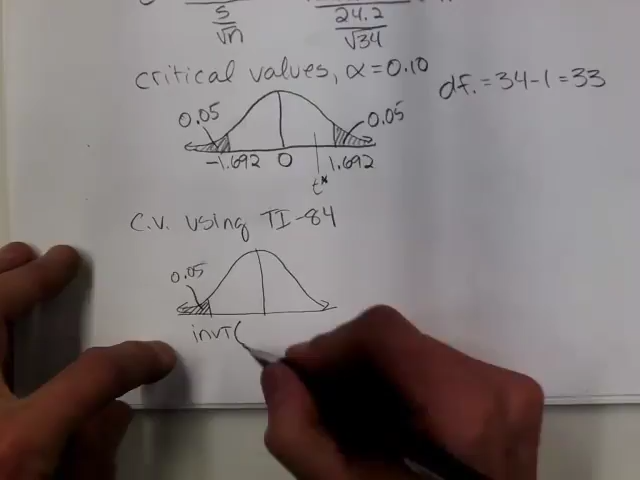 s
√n
24.2
√34
critical values, α=0.10
df. = 34-1 = 33
0.05
0.05
-1.692 0 1.692
t*
C.V. using TI-84
0.05
invT(